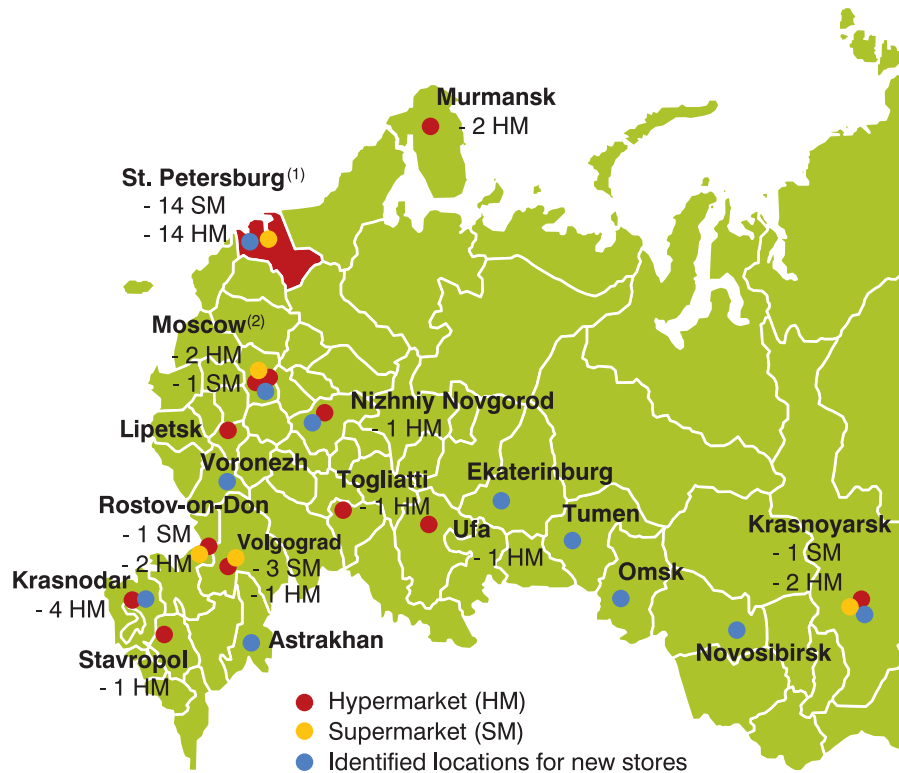 Murmansk
- 2 HM
St. Petersburg(1)
- 14 SM
- 14 HM
Moscow(2)
- 2 HM
- 1 SM
Nizhniy Novgorod
- 1 HM
Lipetsk
Voronezh
Togliatti
- 1 HM
Ekaterinburg
Rostov-on-Don
- 1 SM
- 2 HM
Volgograd
- 3 SM
- 1 HM
Ufa
- 1 HM
Tumen
Krasnoyarsk
- 1 SM
- 2 HM
Krasnodar
- 4 HM
Omsk
Stavropol
- 1 HM
Astrakhan
Novosibirsk
Hypermarket (HM)
Supermarket (SM)
Identified locations for new stores